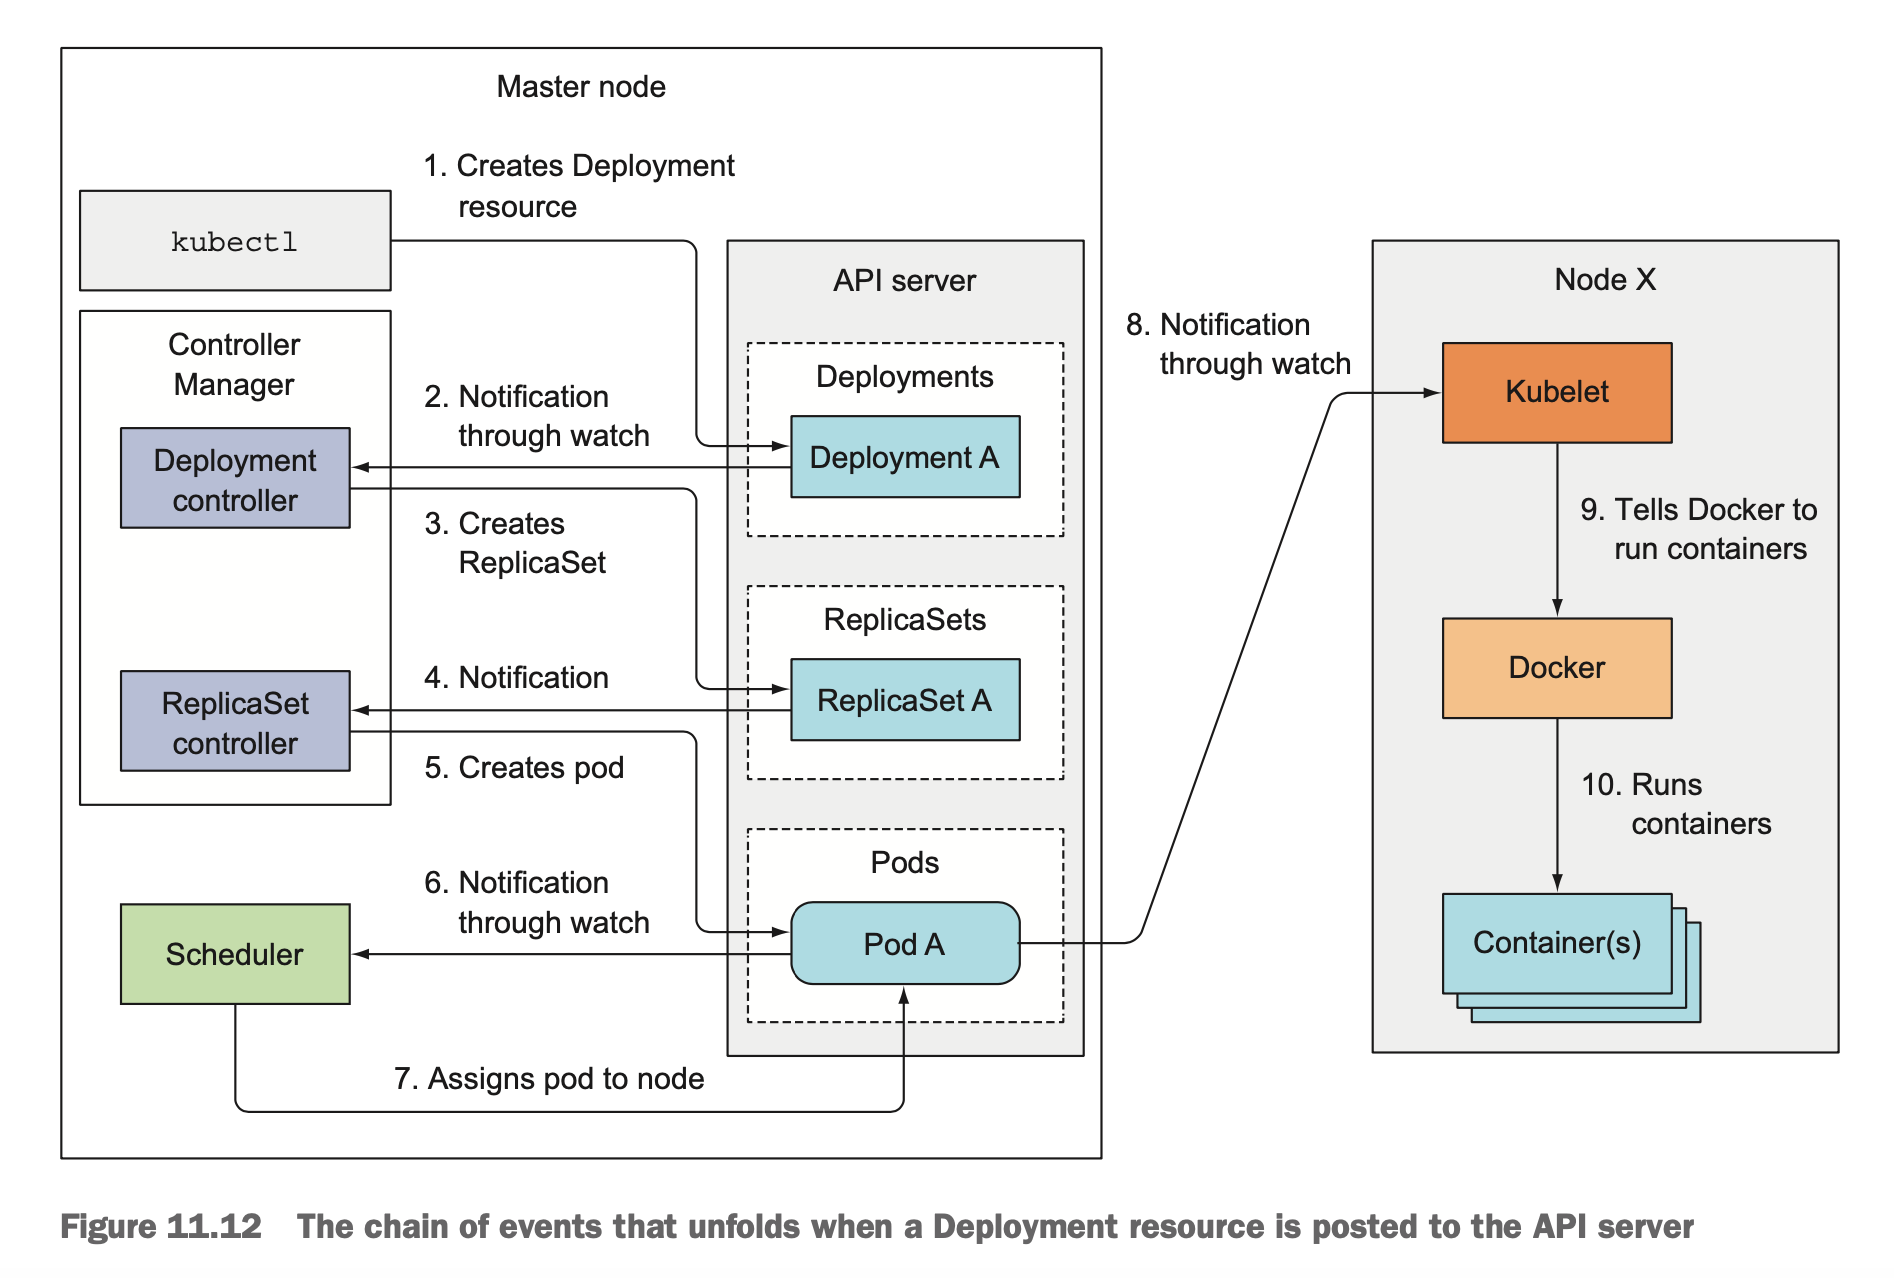 Master node
1. Creates Deployment
resource
kubectl
API server
Controller
Manager
Deployments
2. Notification
through watch
Deployment
controller
Deployment A
3. Creates
ReplicaSet
ReplicaSets
4. Notification
ReplicaSet
controller
ReplicaSet A
5. Creates pod
Pods
6. Notification
through watch
Scheduler
Pod A
7. Assigns pod to node
8. Notification
through watch
Node X
Kubelet
9. Tells Docker to
run containers
Docker
10. Runs
containers
Container(s)
Figure 11.12 The chain of events that unfolds when a Deployment resource is posted to the API server